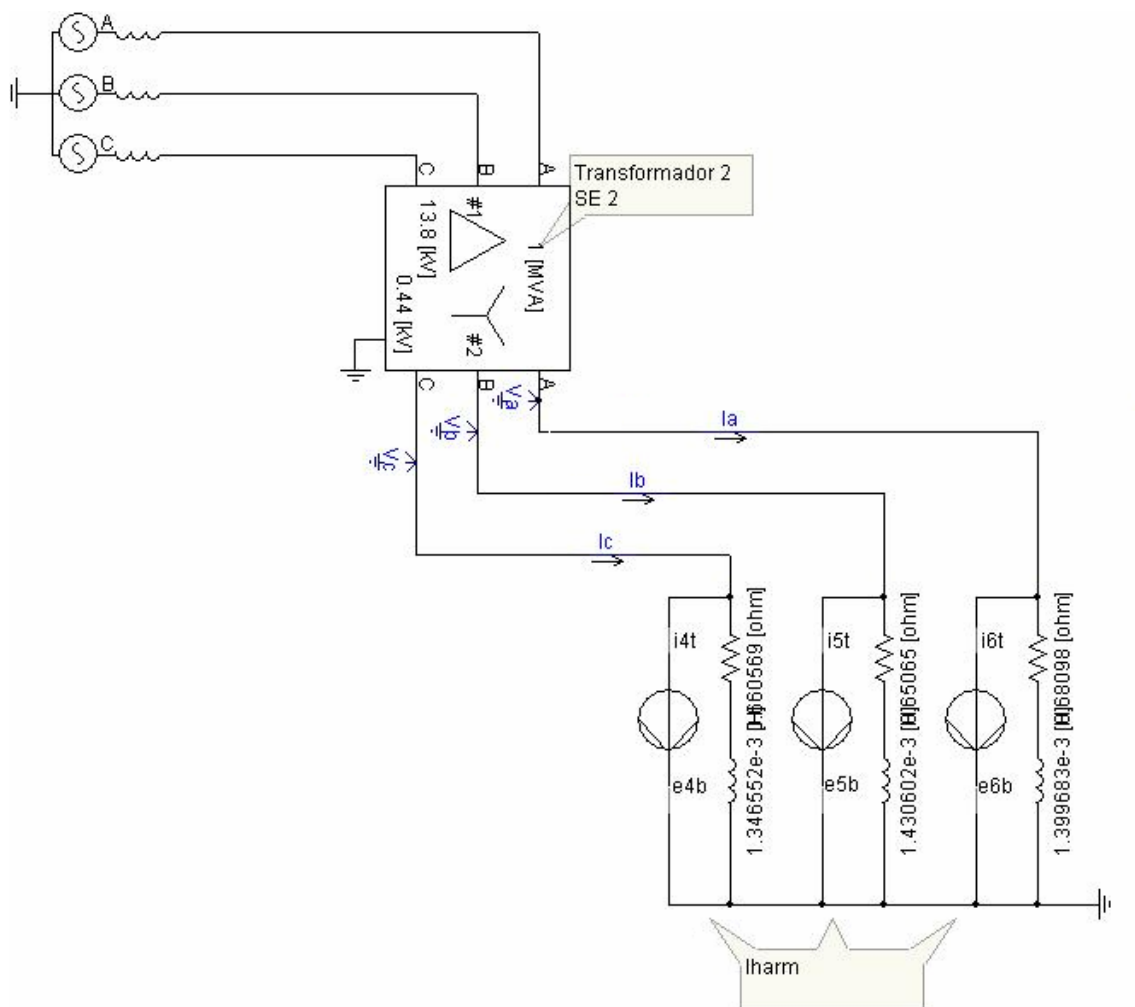 A
B
C
C
B
A
Transformador 2
SE 2
#1
13.8 [kV]
1 [MVA]
0.44 [kV]
#2
C
B
A
Va
Vb
Vc
Ia
Ib
Ic
i4t
i5t
i6t
e4b
1.346552e-3
e5b
1.430602e-3
e6b
1.399683e-3
[ohm]
[ohm]
[ohm]
Iharm